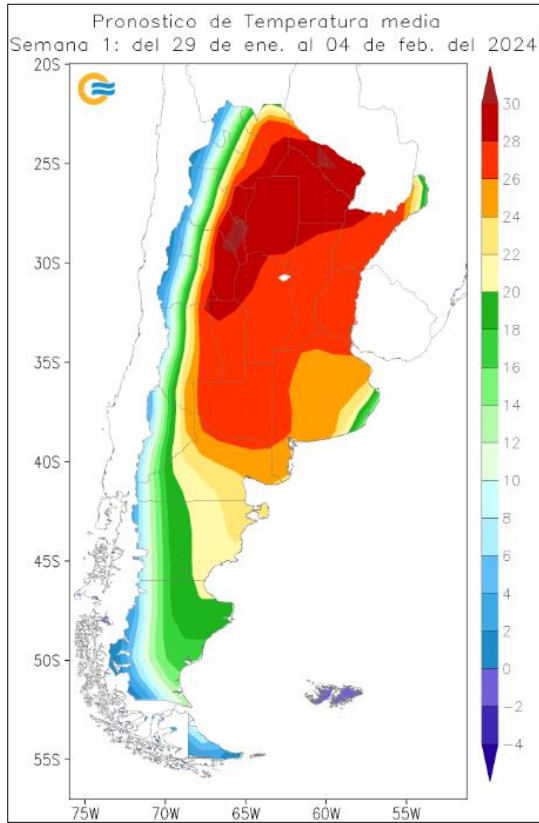 Pronostico de Temperatura media
Semana 1: del 29 de ene. al 04 de feb. del 2024
20S
25S
30S
35S
40S
45S
50S
55S
75W 70W 65W 60W 55W
30
28
26
24
22
20
18
16
14
12
10
8
6
4
2
0
-2
-4